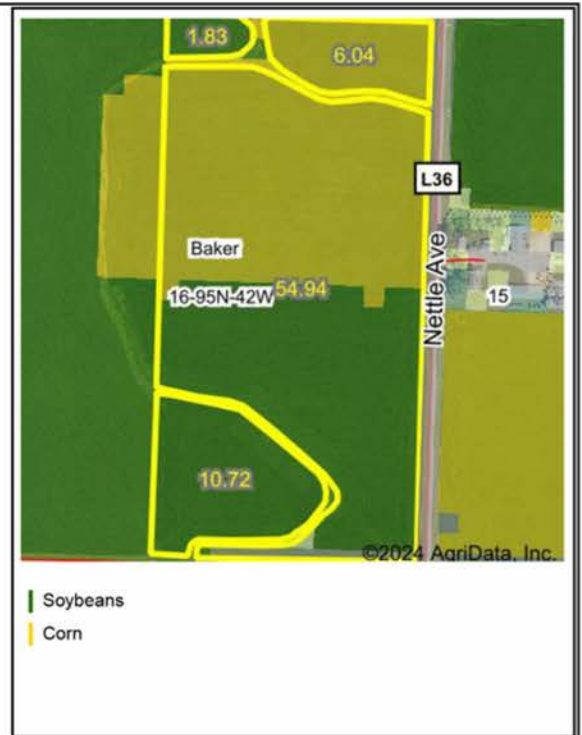 1.83
6.04
L36
Baker
16-95N-42W
54.94
Nettle Ave
15
10.72
©2024 AgriData, Inc.
Soybeans
Corn